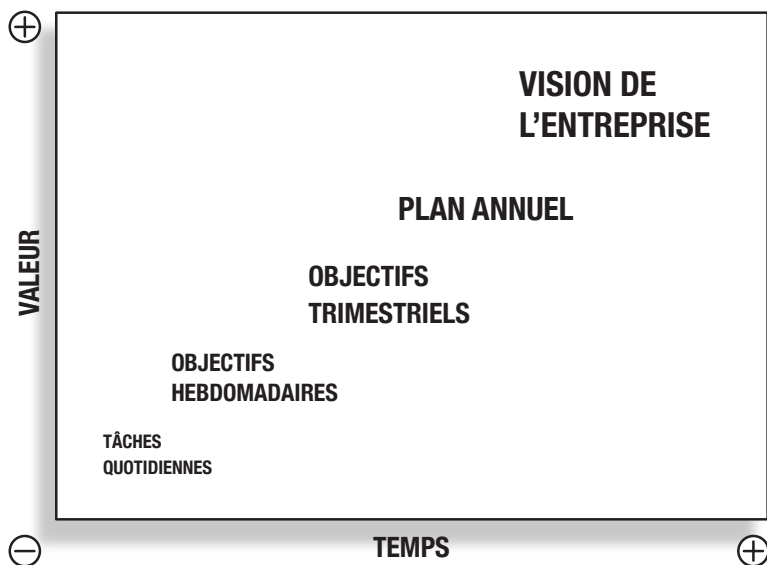 VISION DE
L'ENTREPRISE
PLAN ANNUEL
OBJECTIFS
TRIMESTRIELS
OBJECTIFS
HEBDOMADAIRES
TÂCHES
QUOTIDIENNES
VALEUR
TEMPS